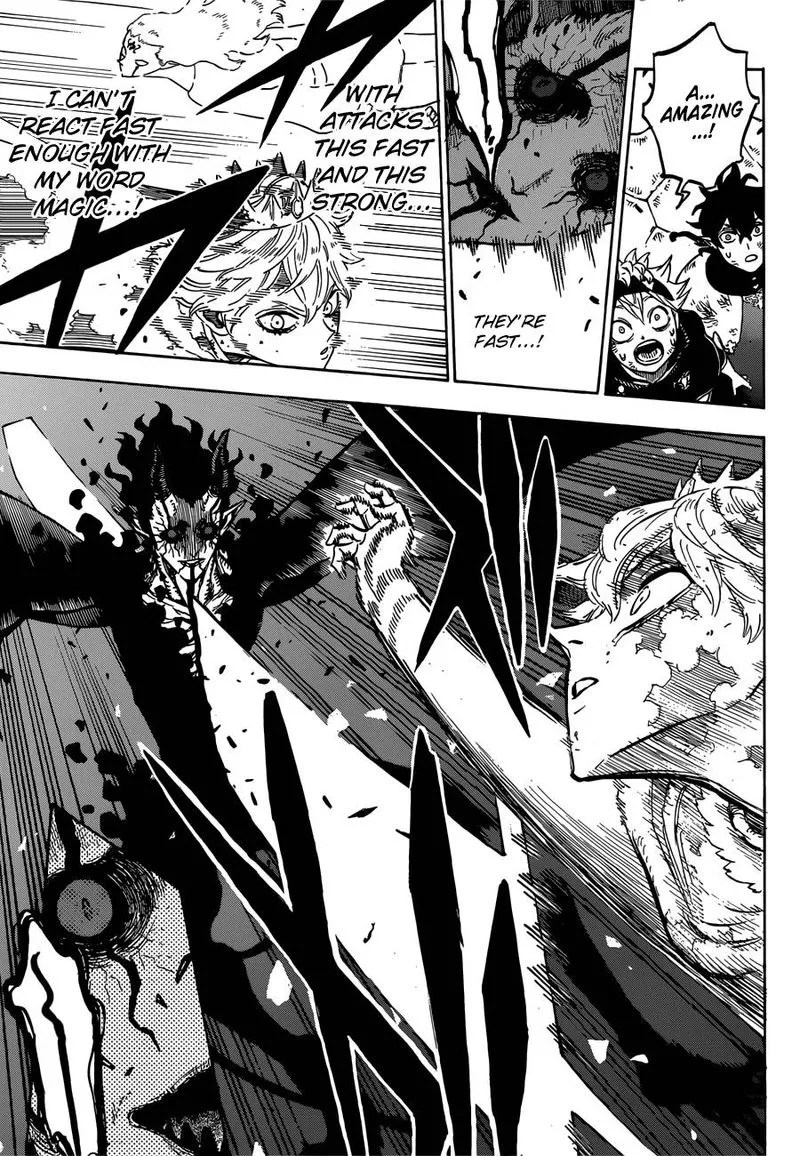 A...
AMAZING
...!
THEY'RE
FAST...!
WITH
ATTACKS
THIS FAST
AND THIS
STRONG...
I CAN'T
REACT FAST
ENOUGH WITH
MY WORD
MAGIC...!